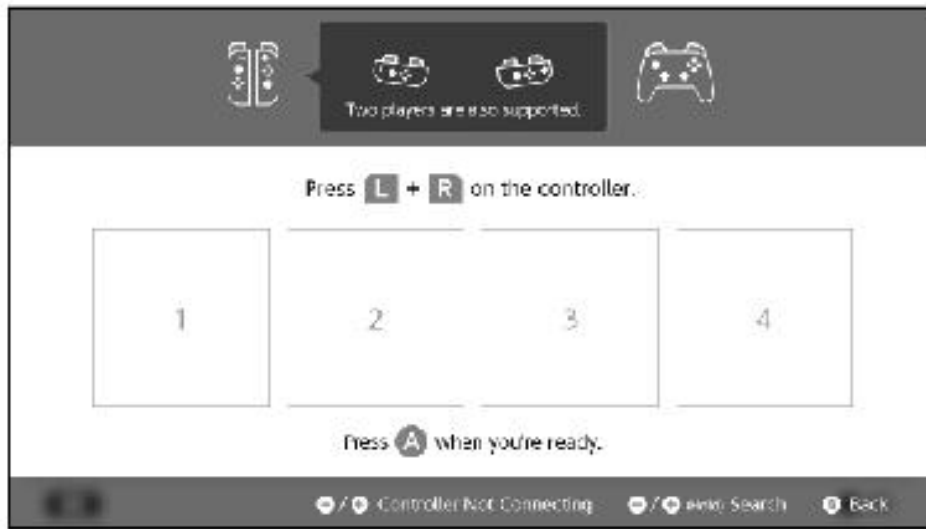 Two players are also supported.
Press L + R on the controller.
1 2 3 4
Press A when you're ready.
Controller Not Connecting Search Back